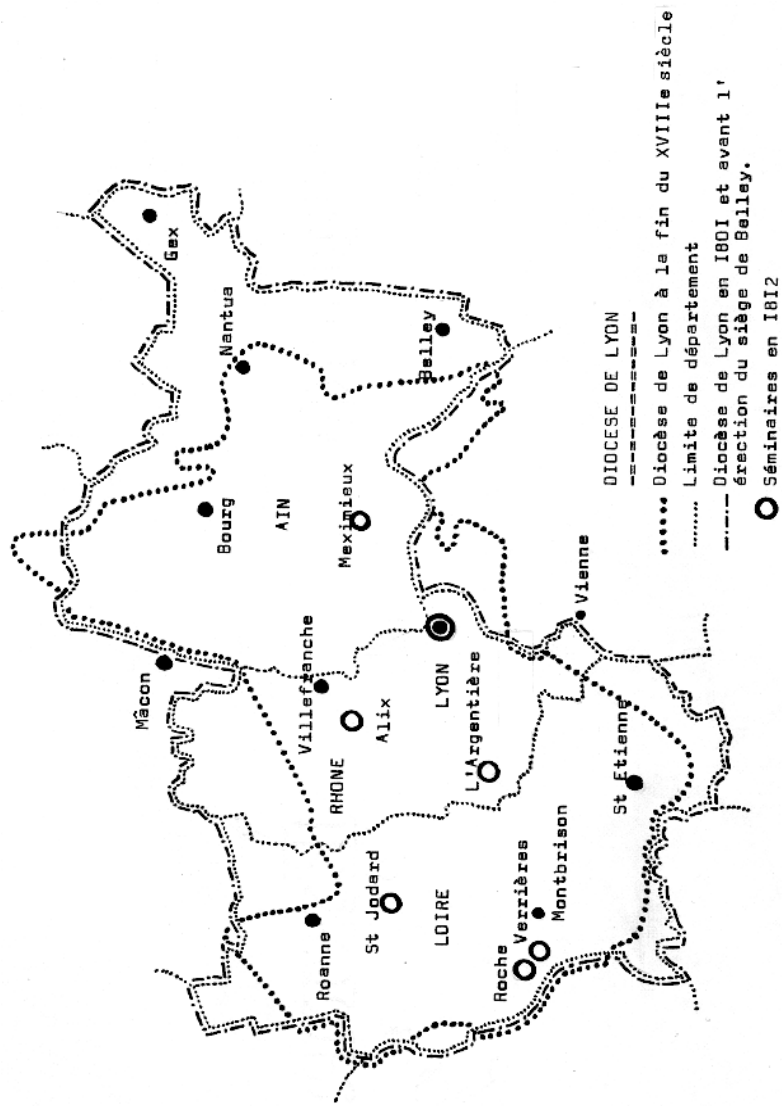 Gex
Nantua
Belley
Bourg
AIN
Meximieux
Mâcon
Villefranche
Alix
RHONE
LYON
L'Argentière
Vienne
Roanne
St Jodard
LOIRE
Roche
Verrières
Montbrison
St Etienne
DIOCESE DE LYON
-==-==-==-==-==-
Diocèse de Lyon à la fin du XVIIIe siècle
Limite de département
Diocèse de Lyon en I80I et avant l'
érection du siège de Belley.
Séminaires en I8I2